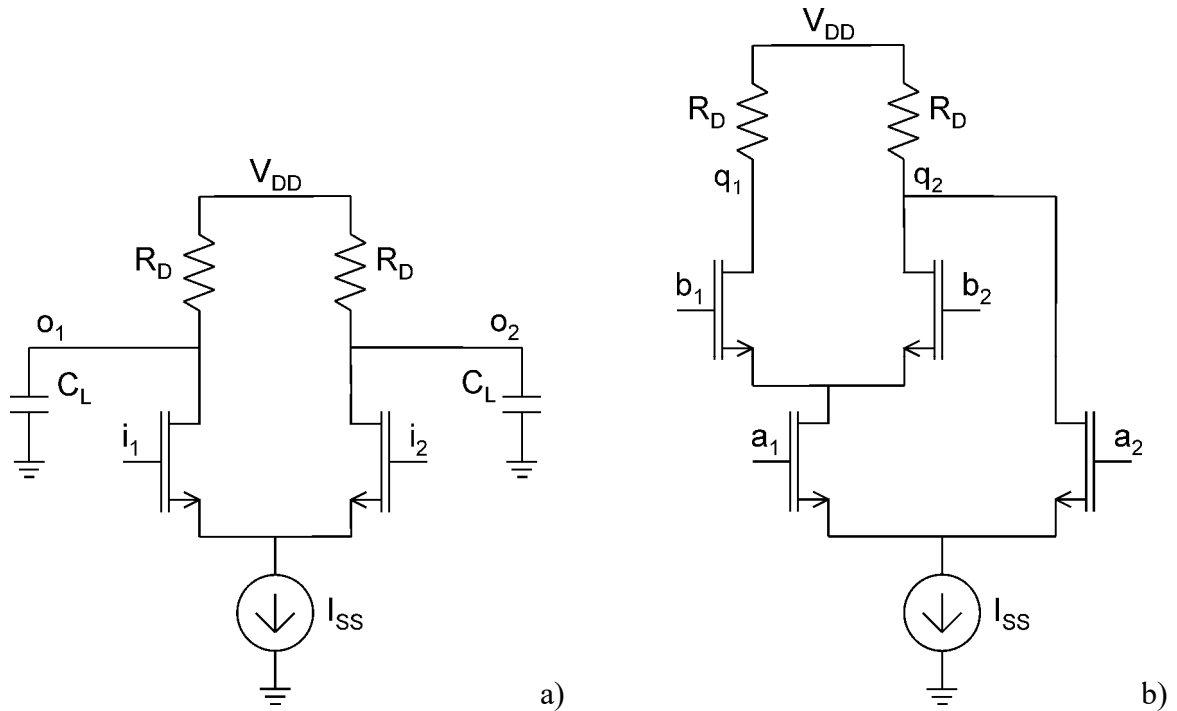 V_DD
R_D R_D
o_1 o_2
C_L C_L
i_1 i_2
I_SS
a)
V_DD
R_D R_D
q_1 q_2
b_1 b_2
a_1 a_2
I_SS
b)